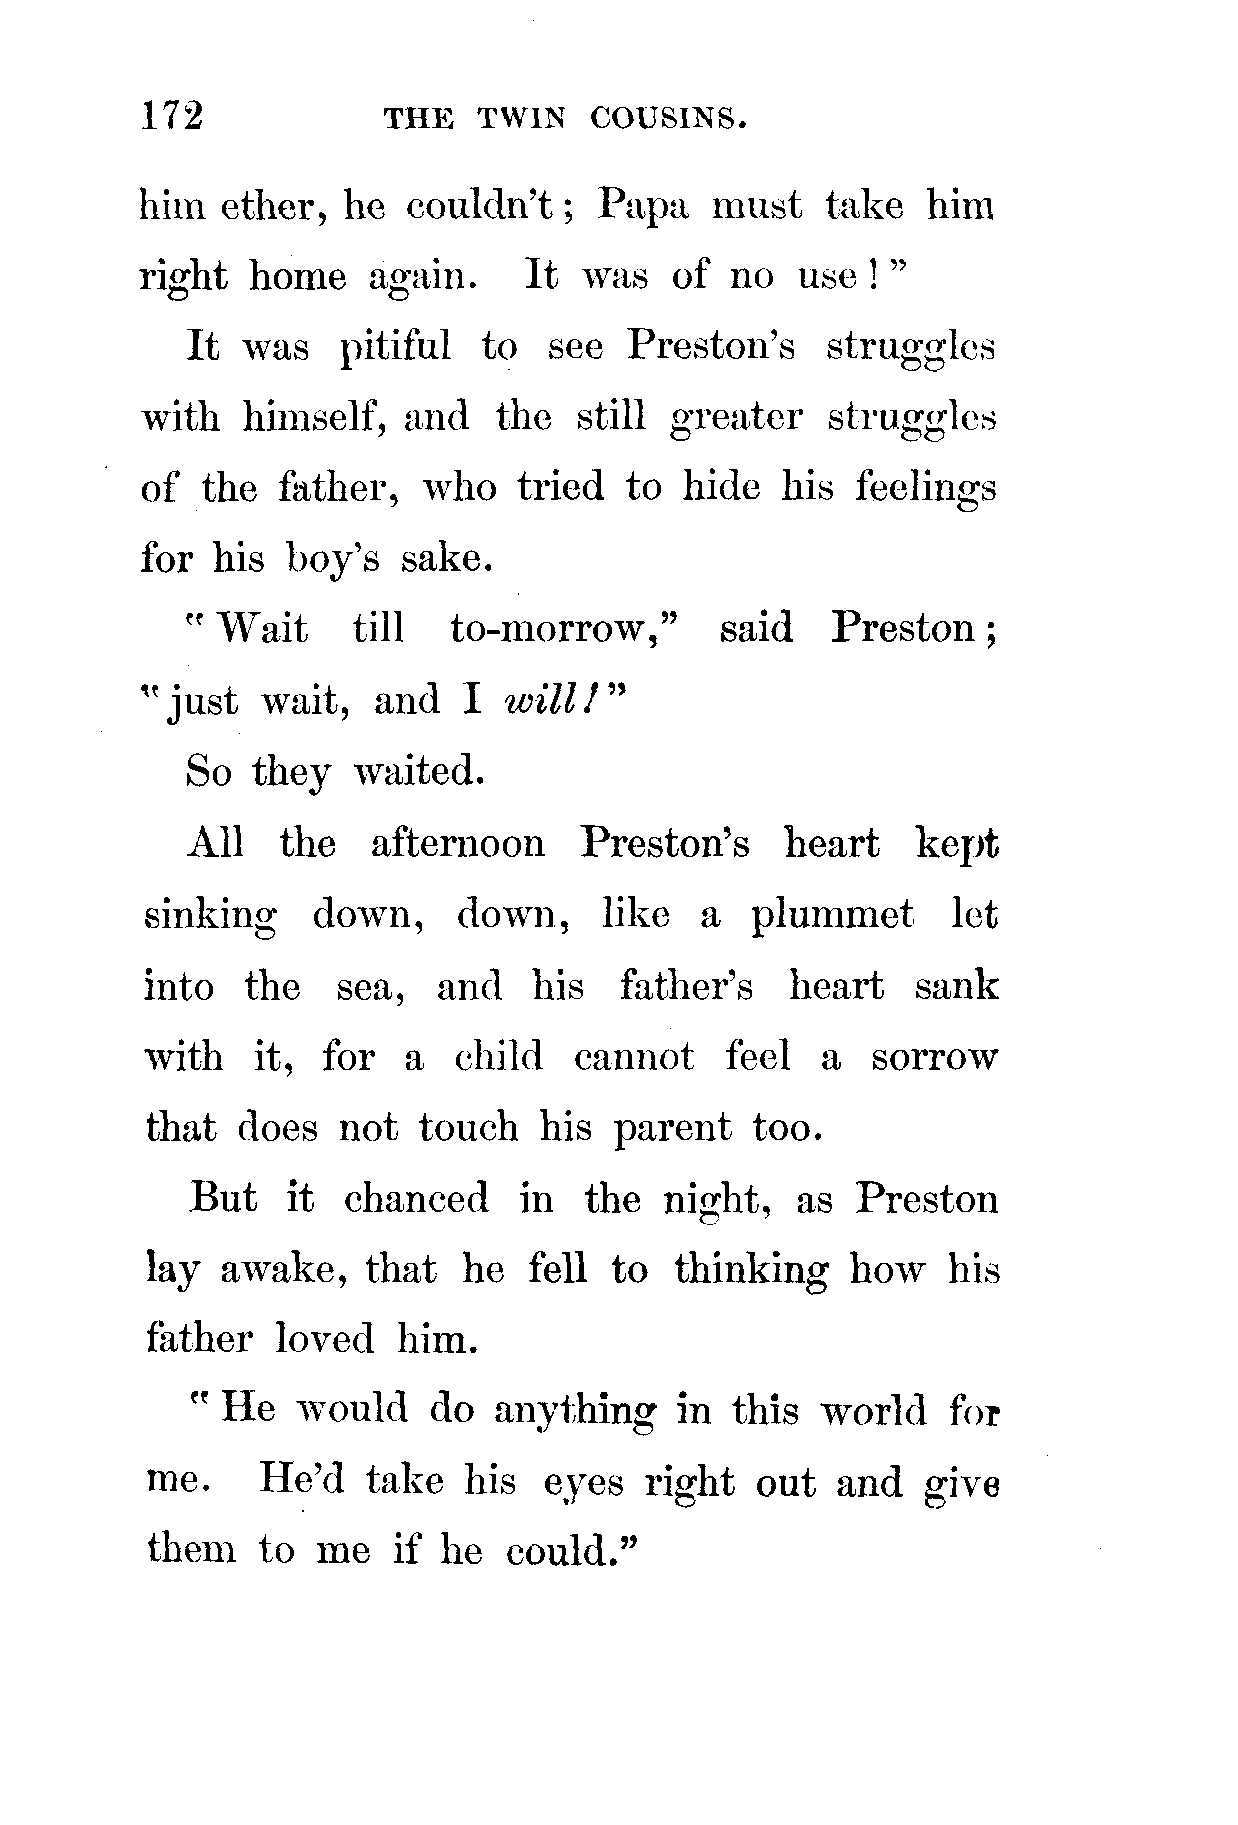 172 THE TWIN COUSINS.
him ether, he couldn't; Papa must take him
right home again. It was of no use!"
It was pitiful to see Preston's struggles
with himself, and the still greater struggles
of the father, who tried to hide his feelings
for his boy's sake.
"Wait till to-morrow," said Preston;
"just wait, and I will!"
So they waited.
All the afternoon Preston's heart kept
sinking down, down, like a plummet let
into the sea, and his father's heart sank
with it, for a child cannot feel a sorrow
that does not touch his parent too.
But it chanced in the night, as Preston
lay awake, that he fell to thinking how his
father loved him.
"He would do anything in this world for
me. He'd take his eyes right out and give
them to me if he could."